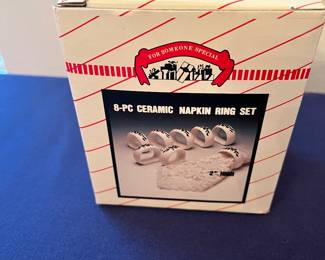 FOR SOMEONE SPECIAL
8-PC CERAMIC NAPKIN RING SET